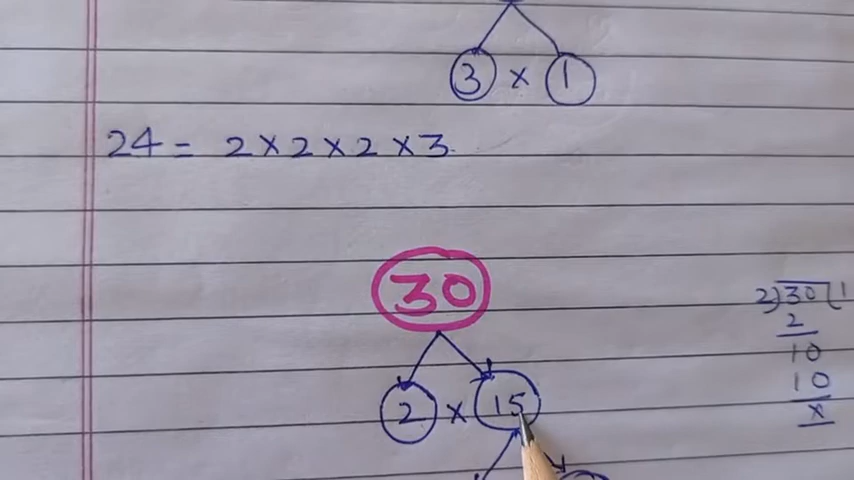 3 x 1
24 = 2 x 2 x 2 x 3
30
2 x 15
2) 30 ( 1
2
10
10
x